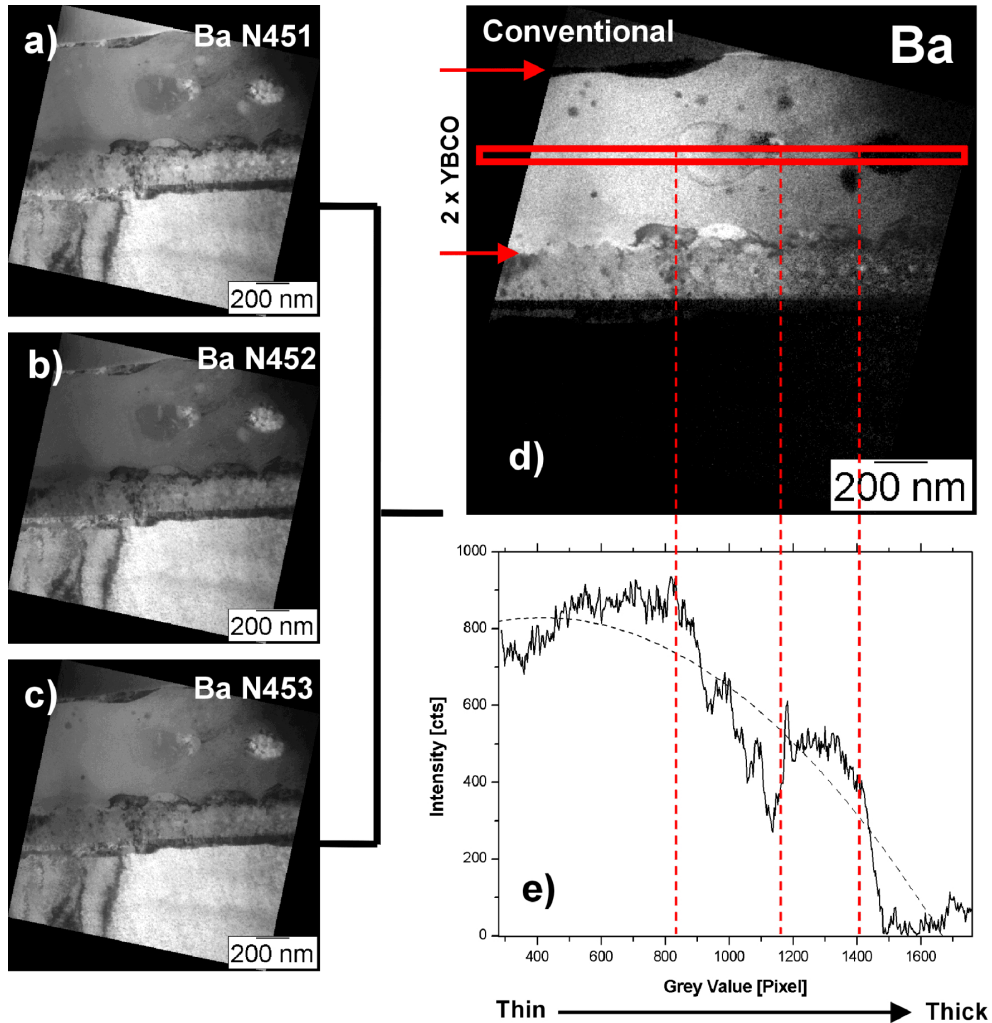 a)
Ba N451
200 nm
b)
Ba N452
200 nm
c)
Ba N453
200 nm
Conventional
Ba
2 x YBCO
d)
200 nm
1000
800
600
400
200
0
Intensity [cts]
e)
400 600 800 1000 1200 1400 1600
Grey Value [Pixel]
Thin
Thick